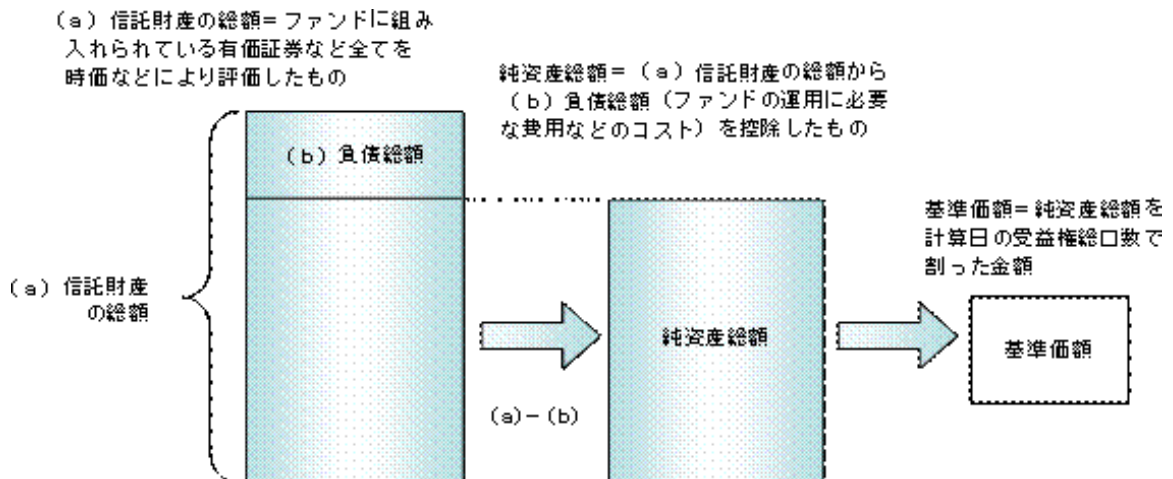 (a) 信託財産の総額=ファンドに組み
入れられている有価証券など全てを
時価などにより評価したもの
純資産総額=(a) 信託財産の総額から
(b) 負債総額(ファンドの運用に必要
な費用などのコスト)を控除したもの
(b) 負債総額
基準価額=純資産総額を
計算日の受益権総口数で
割った金額
(a) 信託財産
の総額
純資産総額
基準価額
(a)-(b)